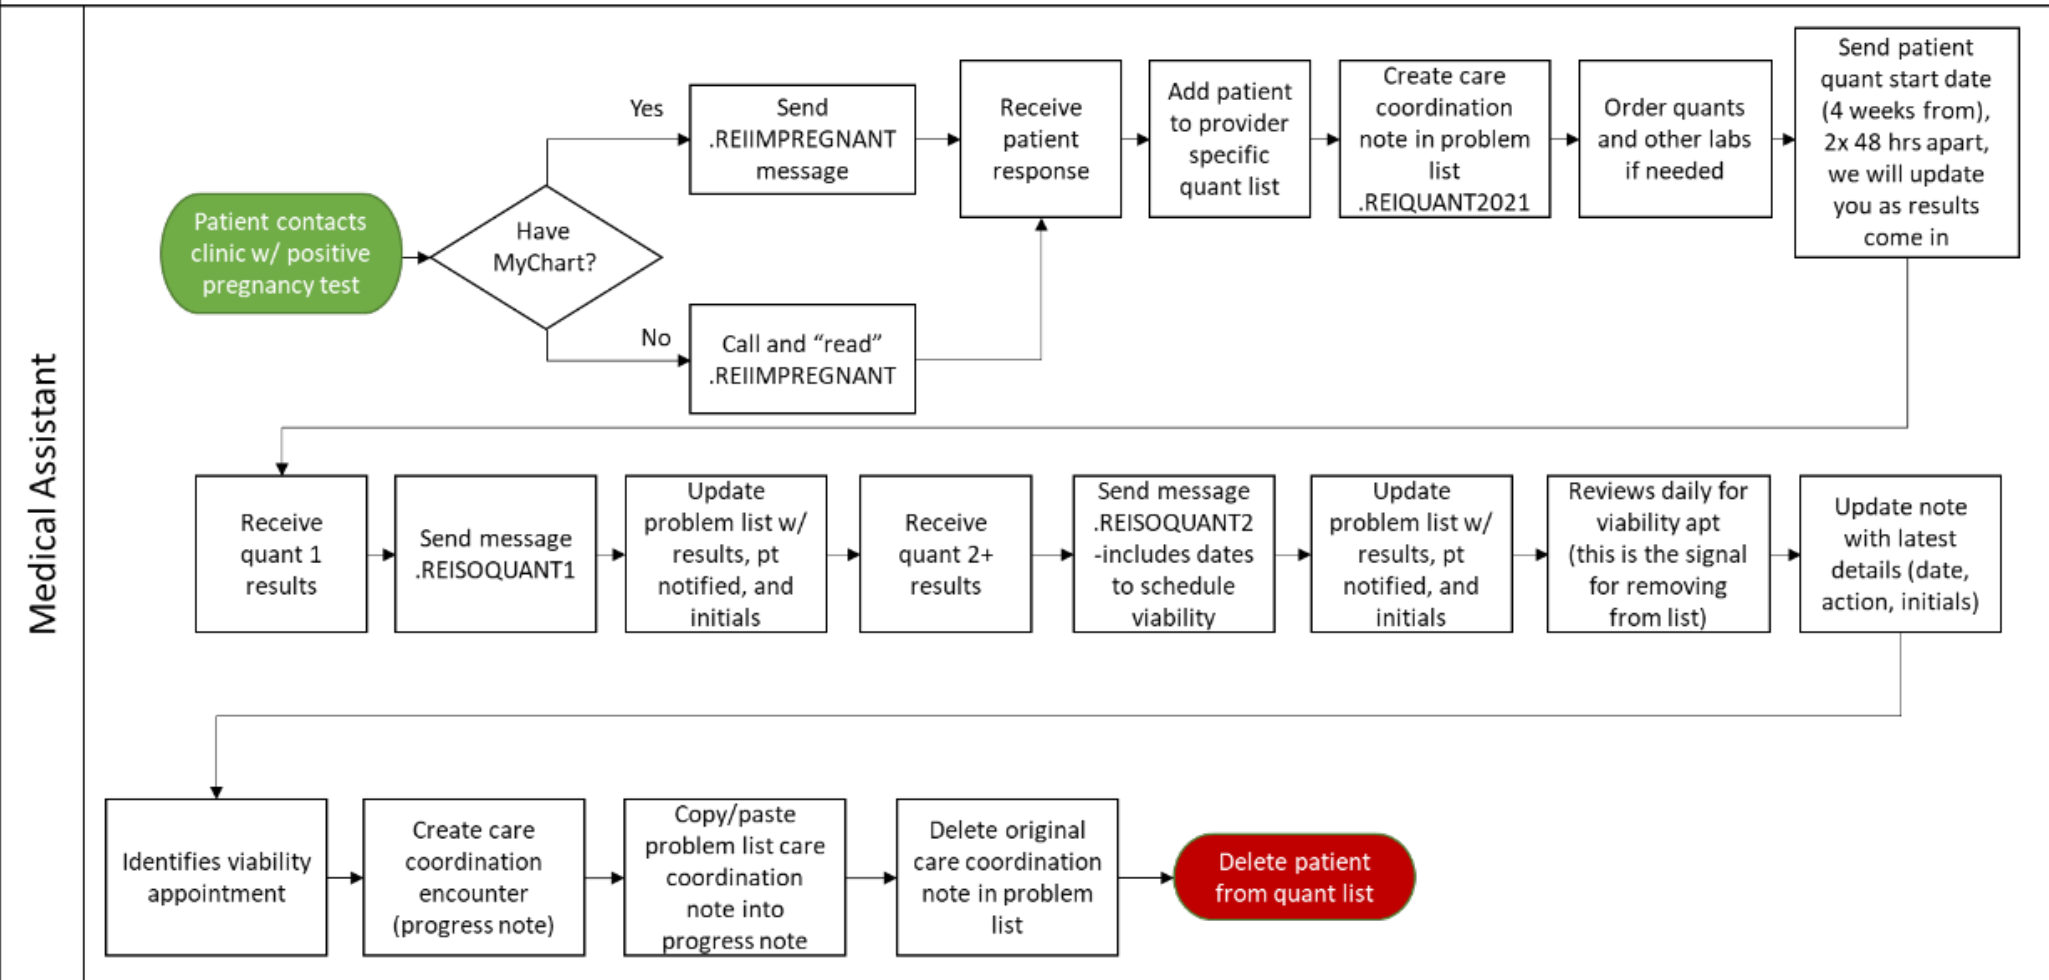 Medical Assistant
Patient contacts
clinic w/ positive
pregnancy test
Have
MyChart?
Yes
No
Send
.REIIMPREGNANT
message
Call and “read”
.REIIMPREGNANT
Receive
patient
response
Add patient
to provider
specific
quant list
Create care
coordination
note in problem
list
.REIQUANT2021
Order quants
and other labs
if needed
Send patient
quant start date
(4 weeks from),
2x 48 hrs apart,
we will update
you as results
come in
Receive
quant 1
results
Send message
.REISOQUANT1
Update
problem list w/
results, pt
notified, and
initials
Receive
quant 2+
results
Send message
.REISOQUANT2
-includes dates
to schedule
viability
Update
problem list w/
results, pt
notified, and
initials
Reviews daily for
viability apt
(this is the signal
for removing
from list)
Update note
with latest
details (date,
action, initials)
Identifies viability
appointment
Create care
coordination
encounter
(progress note)
Copy/paste
problem list care
coordination
note into
progress note
Delete original
care coordination
note in problem
list
Delete patient
from quant list